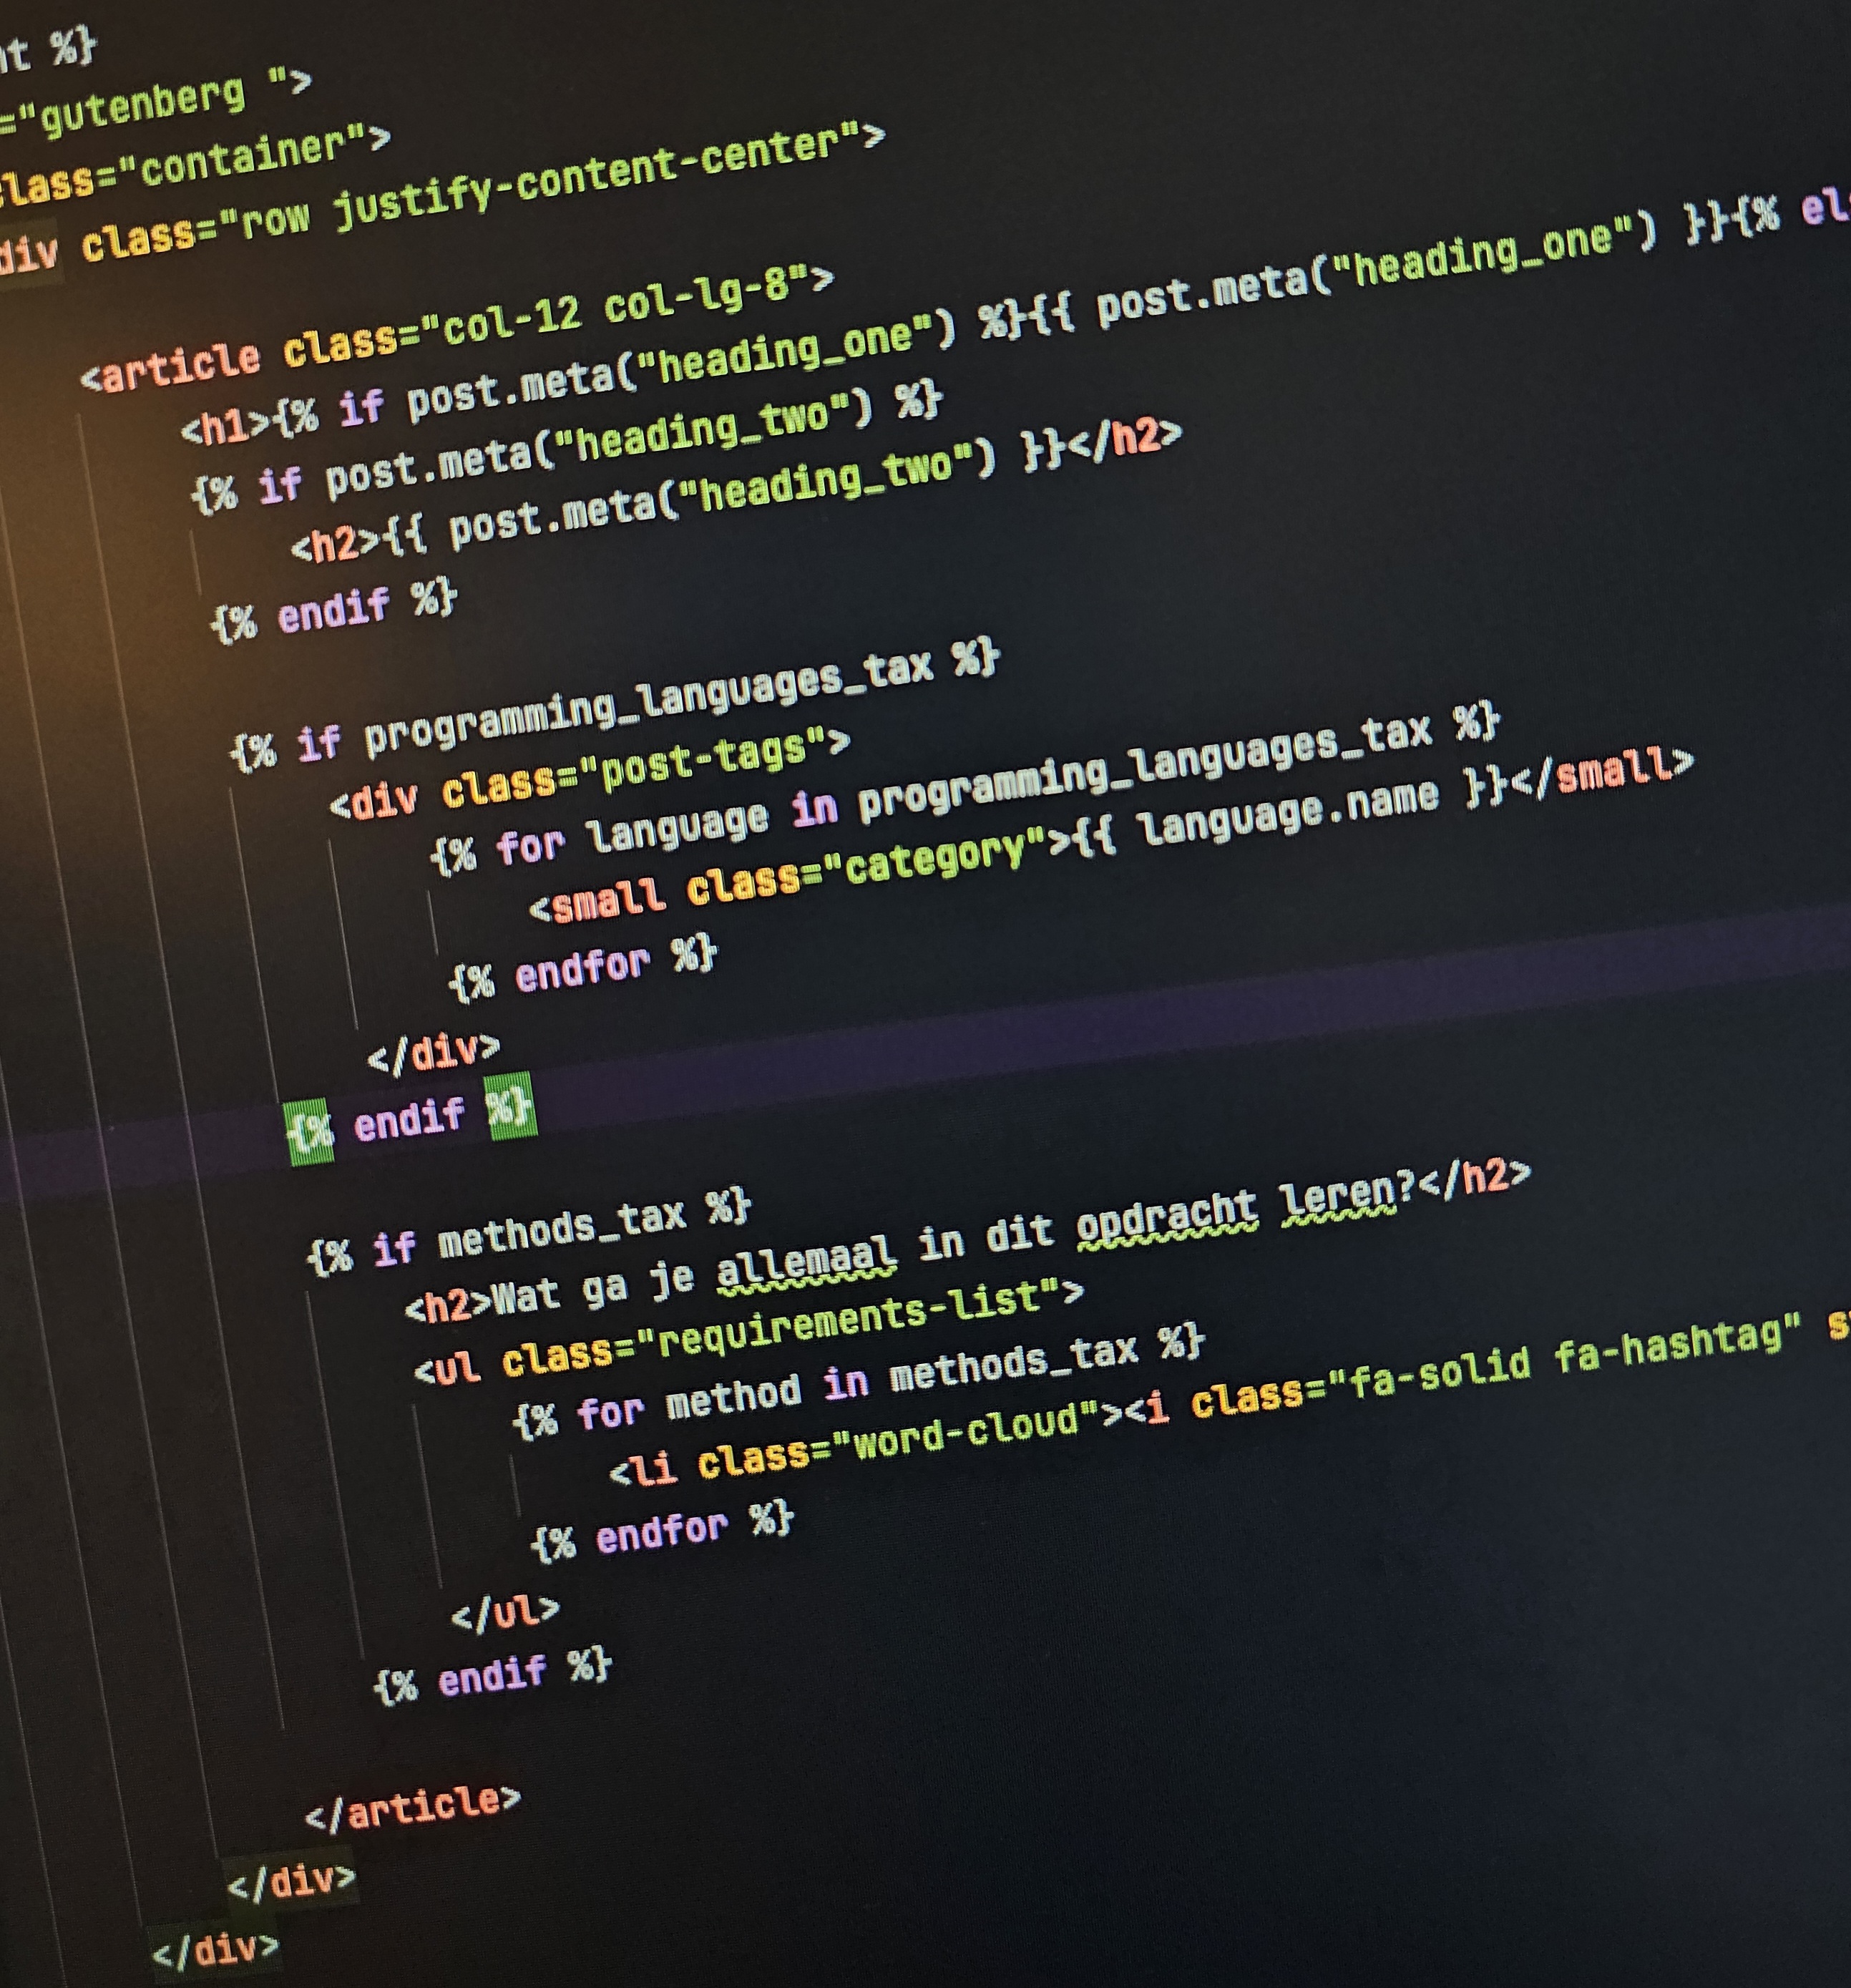 %}
="gutenberg ">
class="container">
div class="row justify-content-center">
<article class="col-12 col-lg-8">
<h1>{% if post.meta("heading_one") %}{{ post.meta("heading_one") }}{% els
{% if post.meta("heading_two") %}
<h2>{{ post.meta("heading_two") }}</h2>
{% endif %}
{% if programming_languages_tax %}
<div class="post-tags">
{% for language in programming_languages_tax %}
<small class="category">{{ language.name }}</small>
{% endfor %}
</div>
{% endif %}
{% if methods_tax %}
<h2>Wat ga je allemaal in dit opdracht leren?</h2>
<ul class="requirements-list">
{% for method in methods_tax %}
<li class="word-cloud"><i class="fa-solid fa-hashtag" s
{% endfor %}
</ul>
{% endif %}
</article>
</div>
</div>